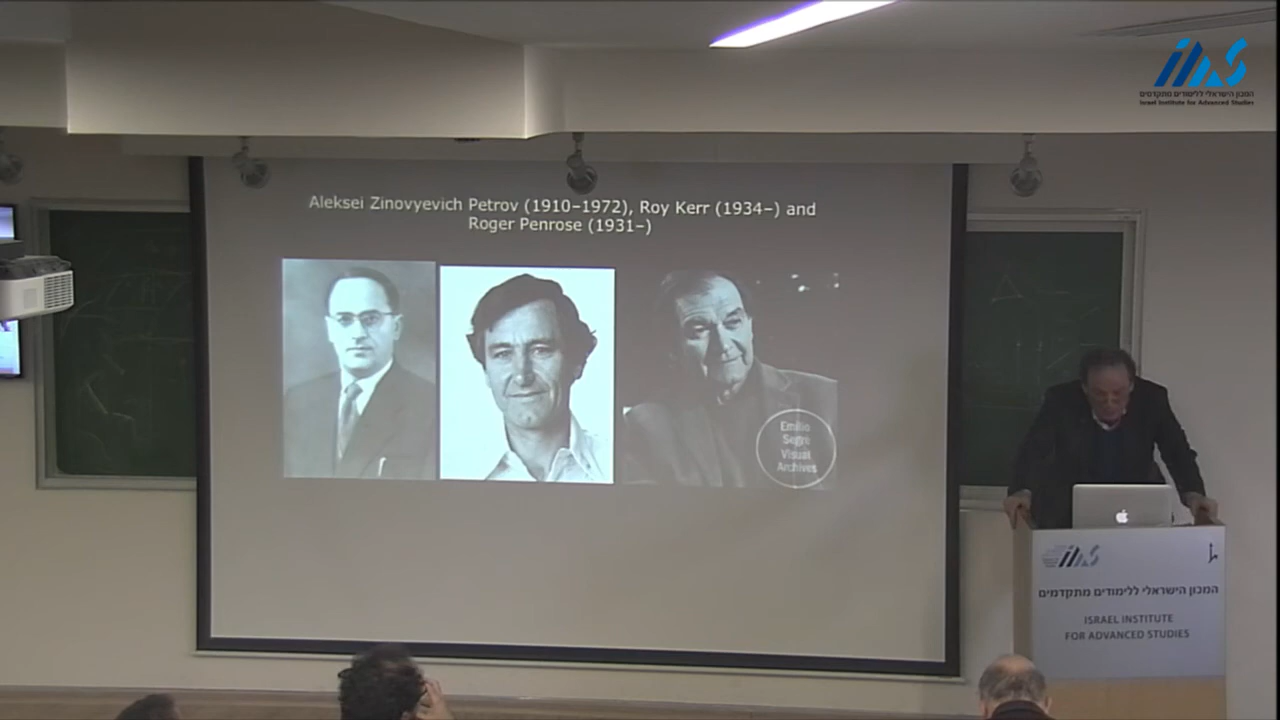 המכון הישראלי ללימודים מתקדמים
Israel Institute for Advanced Studies
Aleksei Zinovyevich Petrov (1910–1972), Roy Kerr (1934–) and
Roger Penrose (1931–)
Emilio
Segrè
Visual
Archives
המכון הישראלי ללימודים מתקדמים
ISRAEL INSTITUTE
FOR ADVANCED STUDIES